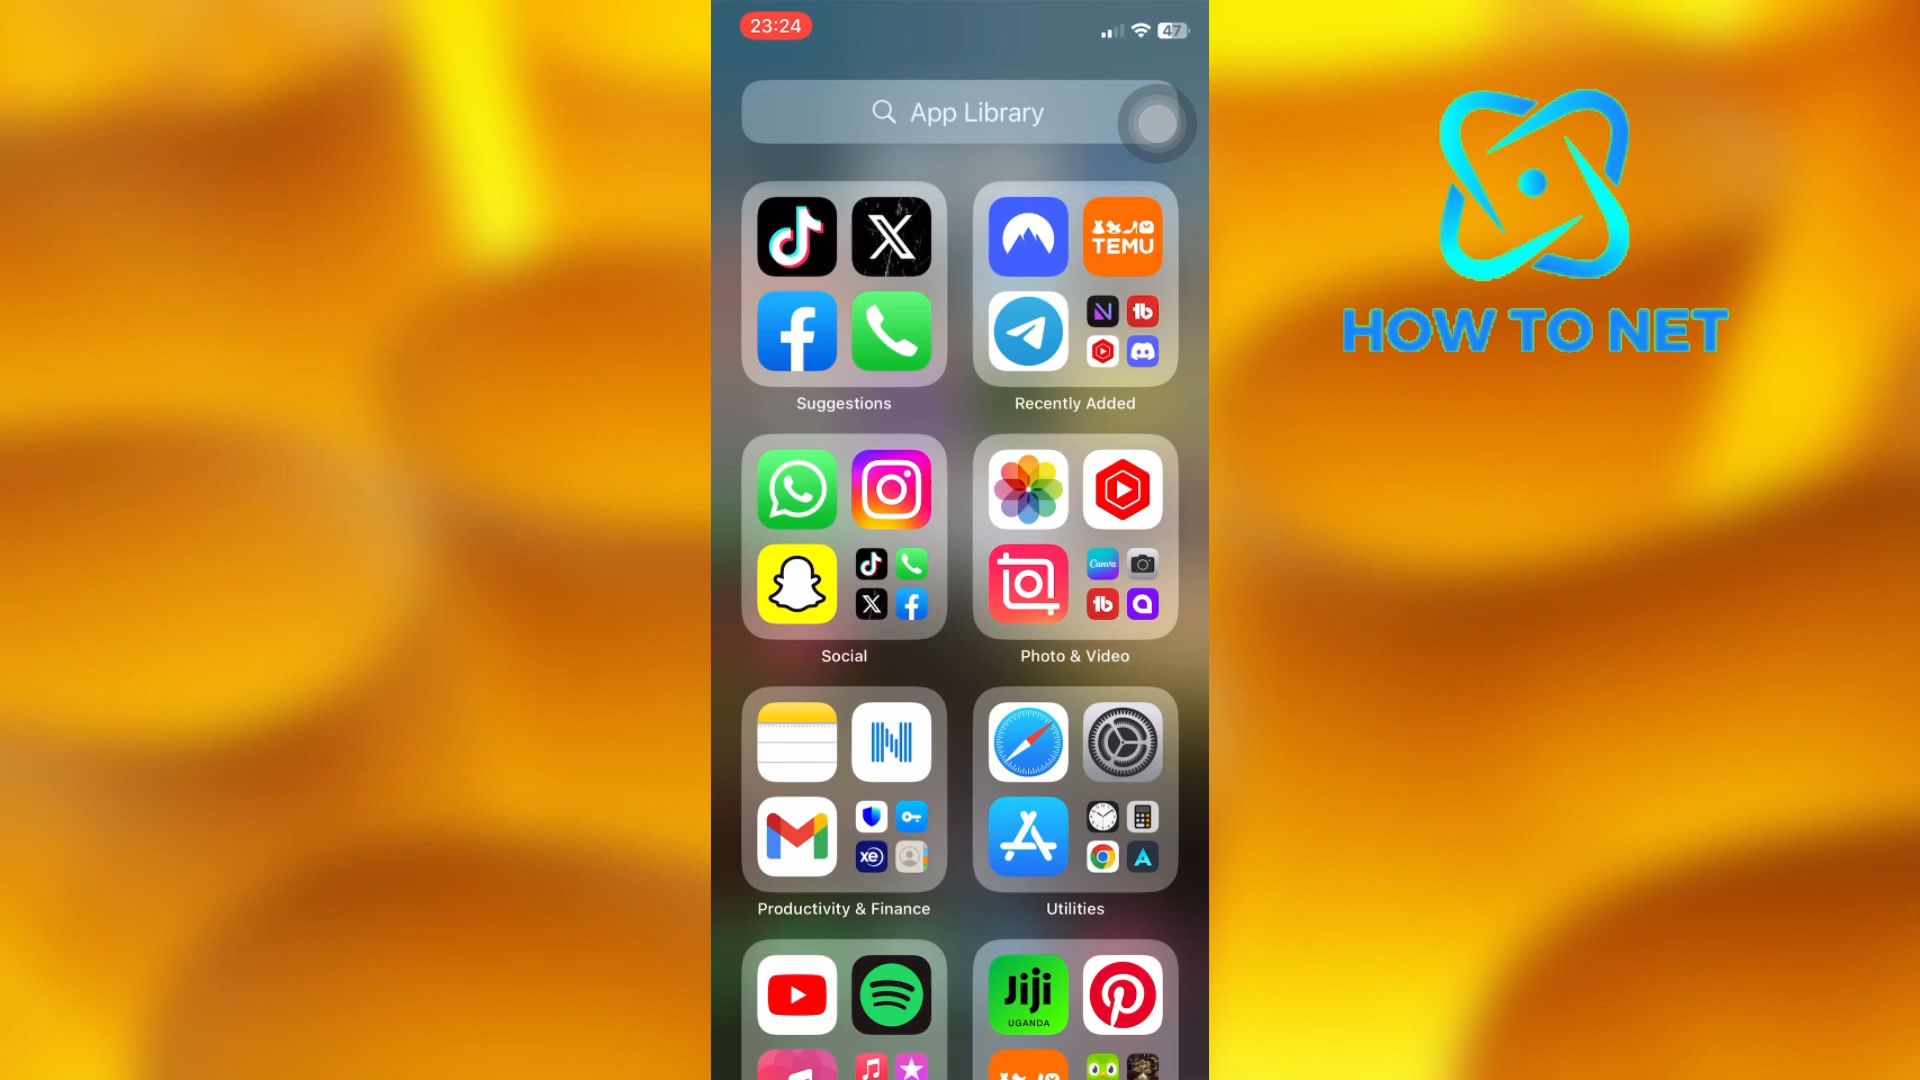 23:24
47
App Library
TEMU
Suggestions
Recently Added
Social
Canva
Photo & Video
xe
Productivity & Finance
Utilities
Jiji
UGANDA
HOW TO NET